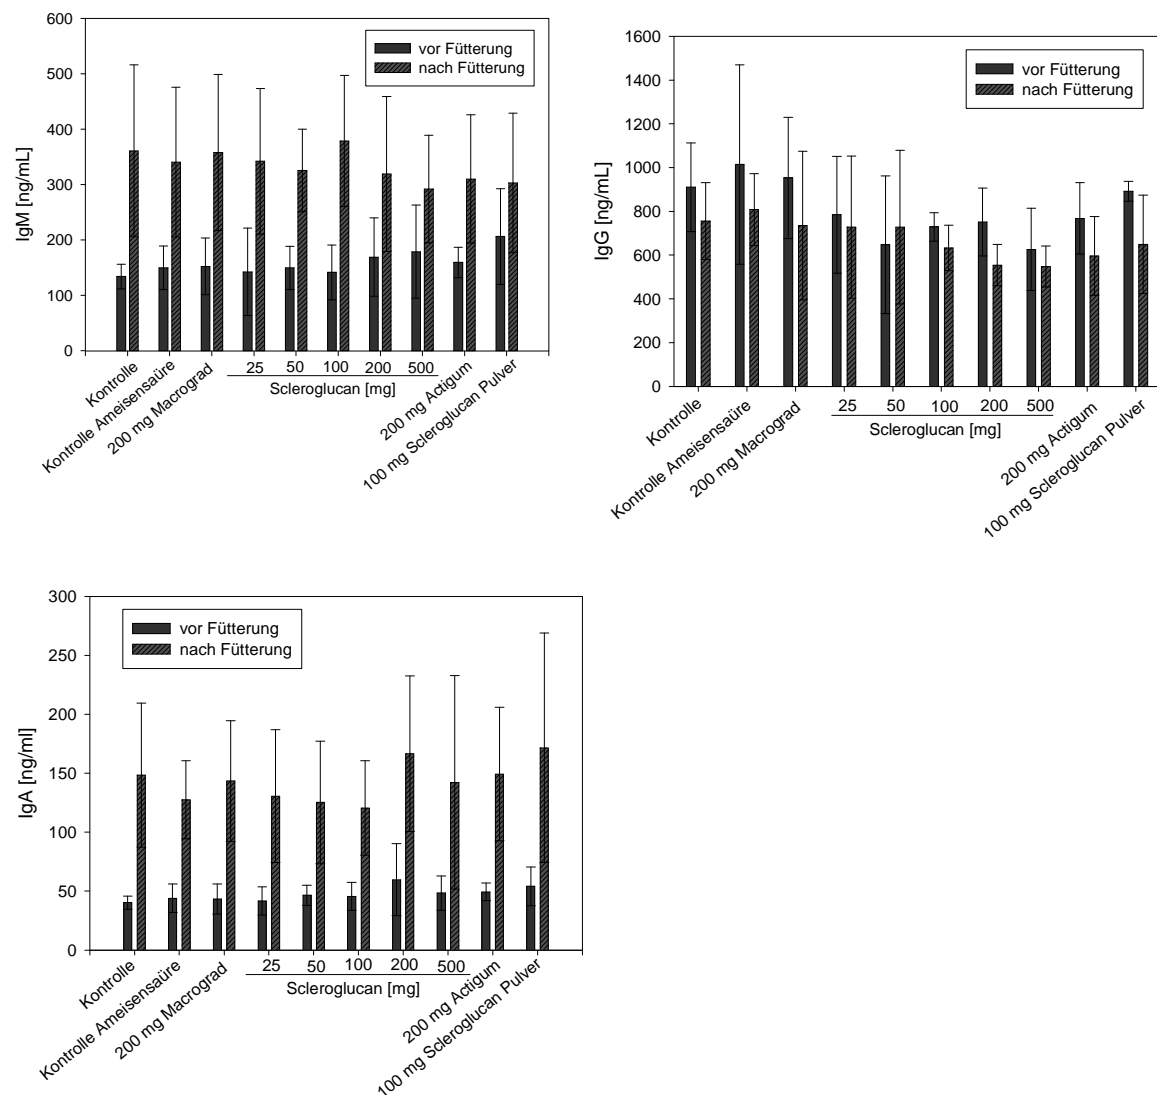 600
500
400
300
200
100
0
IgM [ng/mL]
vor Fütterung
nach Fütterung
Kontrolle
Kontrolle Ameisensäure
200 mg Macrograd
25 50 100 200 500
Scleroglucan [mg]
200 mg Actigum
100 mg Scleroglucan Pulver
1600
1400
1200
1000
800
600
400
200
0
IgG [ng/mL]
vor Fütterung
nach Fütterung
Kontrolle
Kontrolle Ameisensäure
200 mg Macrograd
25 50 100 200 500
Scleroglucan [mg]
200 mg Actigum
100 mg Scleroglucan Pulver
300
250
200
150
100
50
0
IgA [ng/ml]
vor Fütterung
nach Fütterung
Kontrolle
Kontrolle Ameisensäure
200 mg Macrograd
25 50 100 200 500
Scleroglucan [mg]
200 mg Actigum
100 mg Scleroglucan Pulver